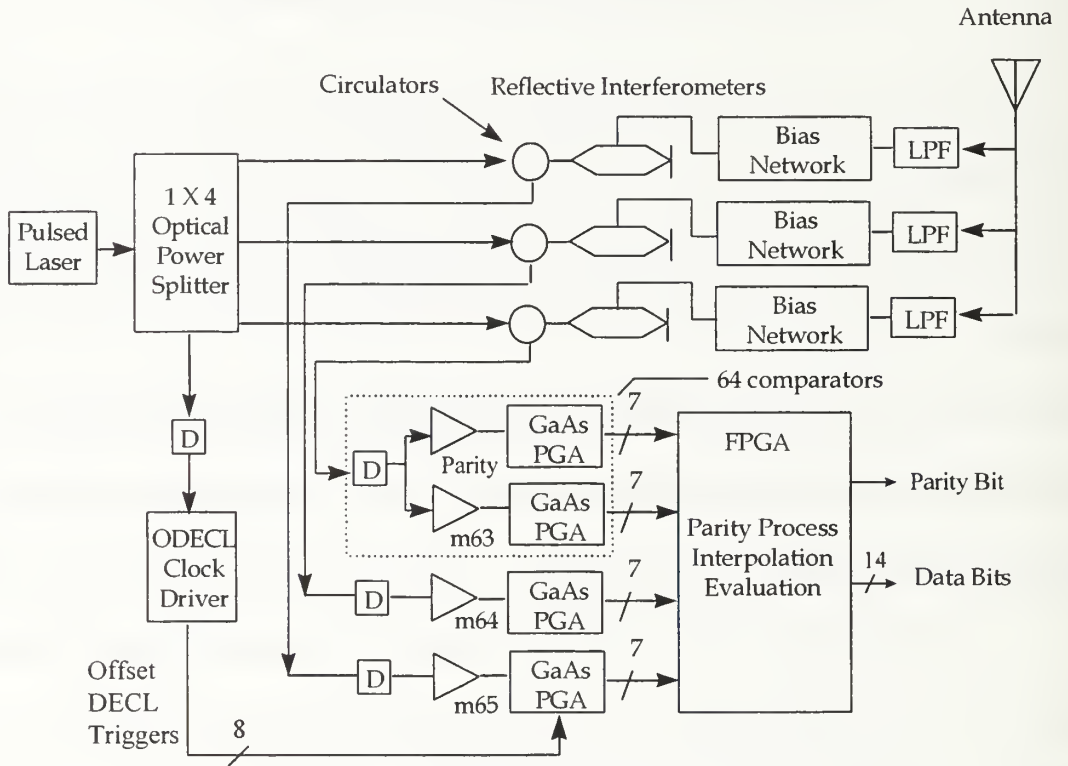 Antenna
Circulators
Reflective Interferometers
Bias
Network
LPF
1 X 4
Optical
Power
Splitter
Pulsed
Laser
Bias
Network
LPF
Bias
Network
LPF
64 comparators
7
GaAs
PGA
FPGA
D
D
Parity
Parity Bit
7
GaAs
PGA
m63
Parity Process
Interpolation
Evaluation
ODECL
Clock
Driver
14
Data Bits
7
D
GaAs
PGA
m64
7
D
GaAs
PGA
m65
Offset
DECL
Triggers
8